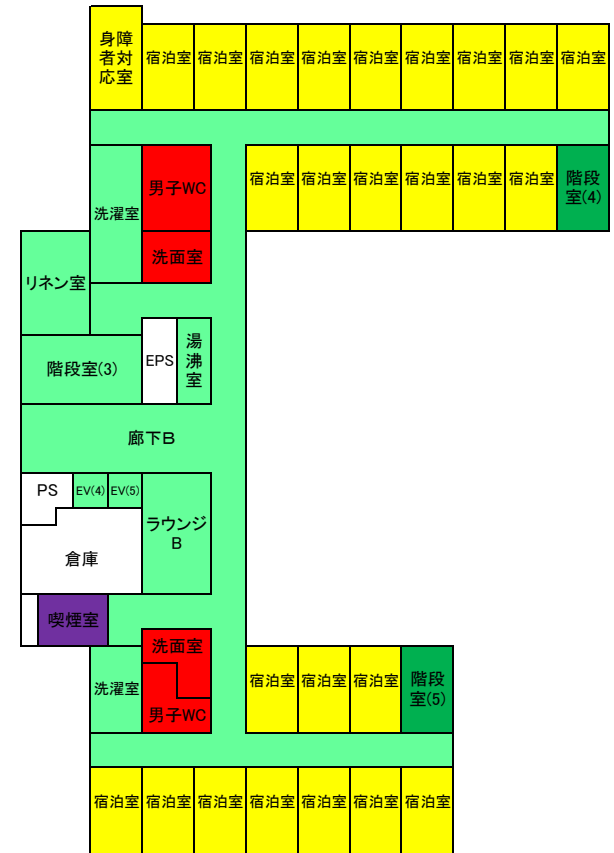 身障
者対
応室
宿泊室 宿泊室 宿泊室 宿泊室 宿泊室 宿泊室 宿泊室 宿泊室 宿泊室
洗濯室
男子WC
宿泊室 宿泊室 宿泊室 宿泊室 宿泊室 宿泊室
階段
室(4)
洗面室
リネン室
階段室(3)
EPS
湯
沸
室
廊下B
PS
EV(4)
EV(5)
ラウンジ
B
倉庫
喫煙室
洗面室
洗濯室
男子WC
宿泊室 宿泊室 宿泊室
階段
室(5)
宿泊室 宿泊室 宿泊室 宿泊室 宿泊室 宿泊室 宿泊室